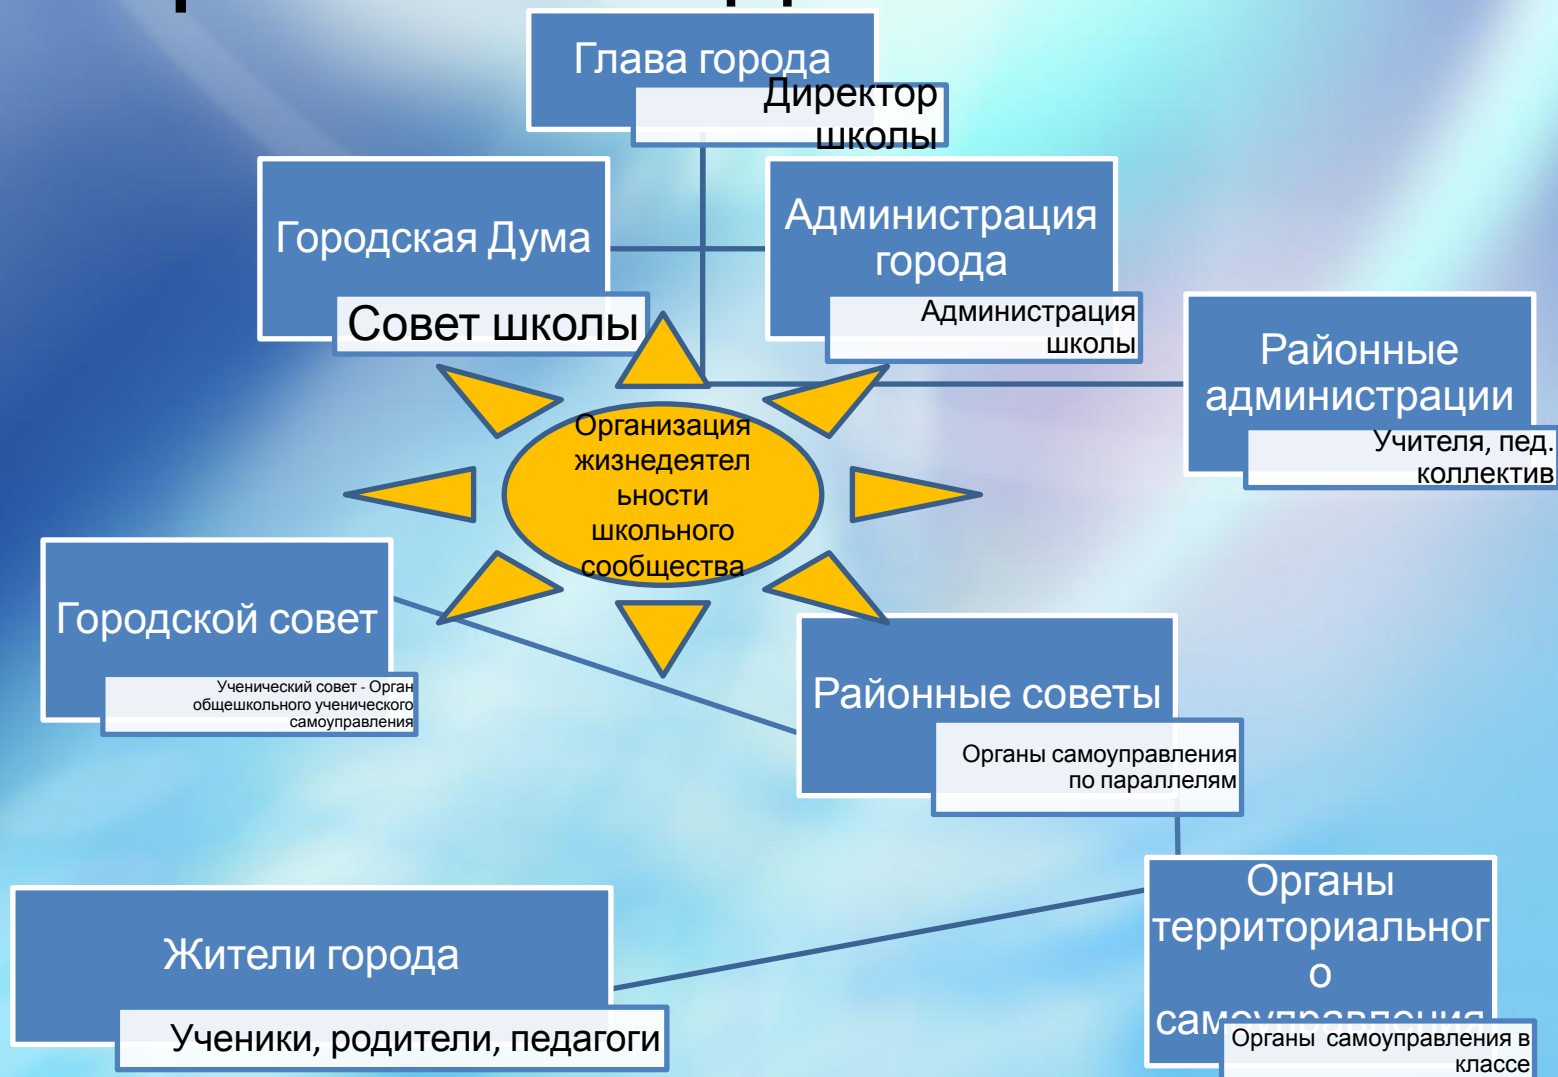 Глава города
Директор
школы
Городская Дума
Совет школы
Администрация
города
Администрация
школы
Районные
администрации
Учителя, пед.
коллектив
Организация
жизнедеятел
ьности
школьного
сообщества
Городской совет
Ученический совет - Орган
общешкольного ученического
самоуправления
Районные советы
Органы самоуправления
по параллелям
Жители города
Ученики, родители, педагоги
Органы
территориальног
о
самоуправления
Органы самоуправления в
классе